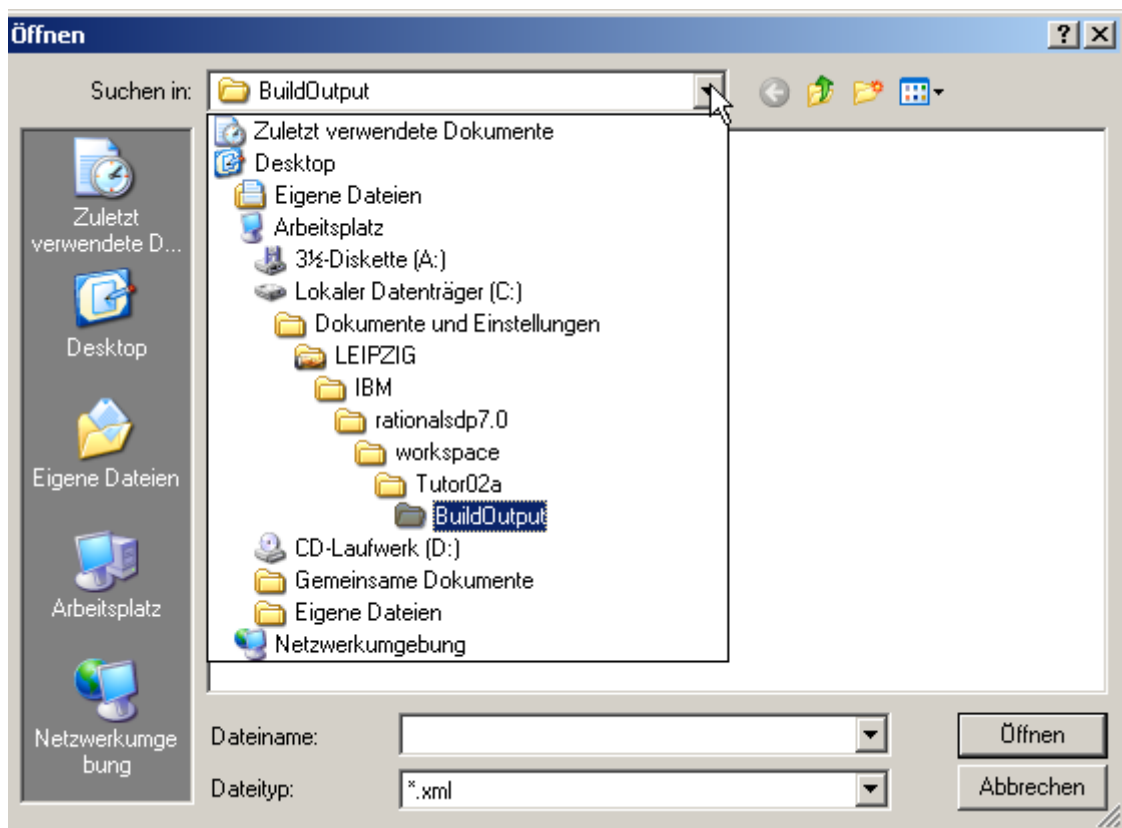 Öffnen
Suchen in:
BuildOutput
Zuletzt verwendete Dokumente
Desktop
Eigene Dateien
Arbeitsplatz
3½-Diskette (A:)
Lokaler Datenträger (C:)
Dokumente und Einstellungen
LEIPZIG
IBM
rationalsdp7.0
workspace
Tutor02a
BuildOutput
CD-Laufwerk (D:)
Gemeinsame Dokumente
Eigene Dateien
Netzwerkumgebung
Zuletzt
verwendete D...
Desktop
Eigene Dateien
Arbeitsplatz
Netzwerkumge
bung
Dateiname:
Öffnen
Dateityp:
*.xml
Abbrechen